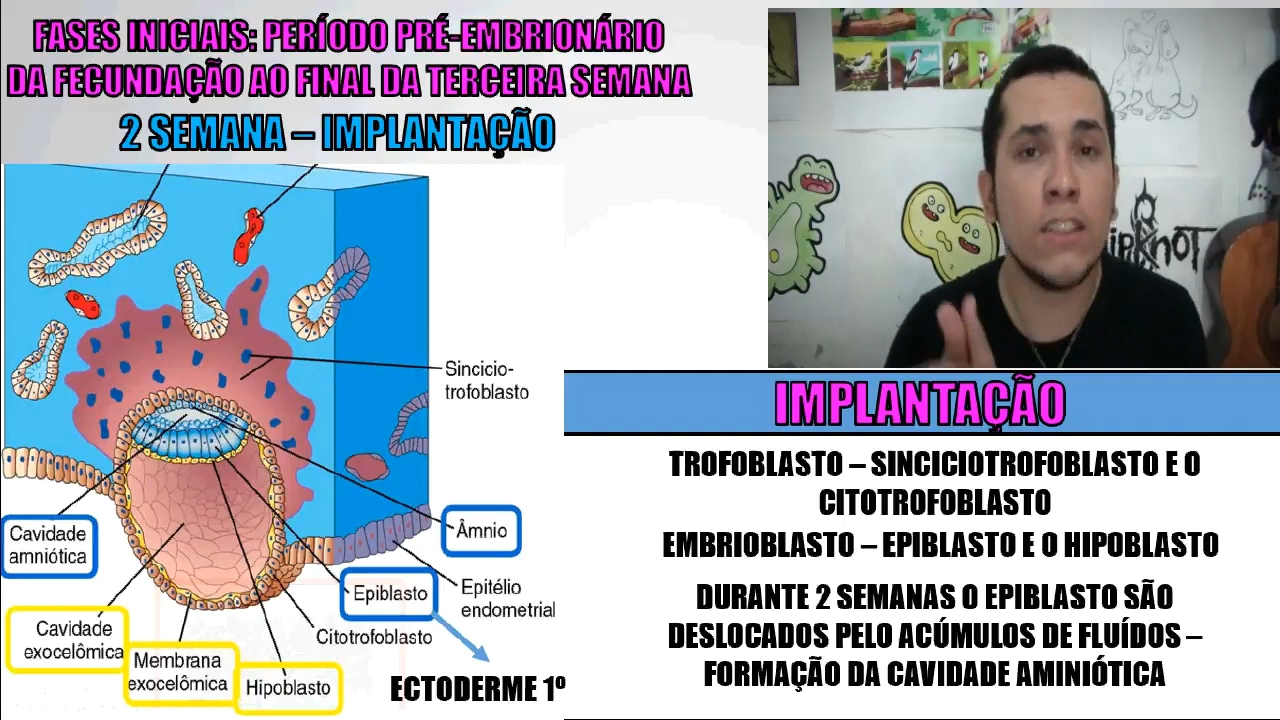 FASES INICIAIS: PERÍODO PRÉ-EMBRIONÁRIO
DA FECUNDAÇÃO AO FINAL DA TERCEIRA SEMANA
2 SEMANA – IMPLANTAÇÃO
Sincicio-
trofoblasto
Cavidade
amniótica
Âmnio
Epiblasto
Epitélio
endometrial
Cavidade
exocelômica
Citotrofoblasto
Membrana
exocelômica
Hipoblasto
ECTODERME 1º
SLIPKNOT
IMPLANTAÇÃO
TROFOBLASTO – SINCICIOTROFOBLASTO E O
CITOTROFOBLASTO
EMBRIOBLASTO – EPIBLASTO E O HIPOBLASTO
DURANTE 2 SEMANAS O EPIBLASTO SÃO
DESLOCADOS PELO ACÚMULOS DE FLUÍDOS –
FORMAÇÃO DA CAVIDADE AMINIÓTICA